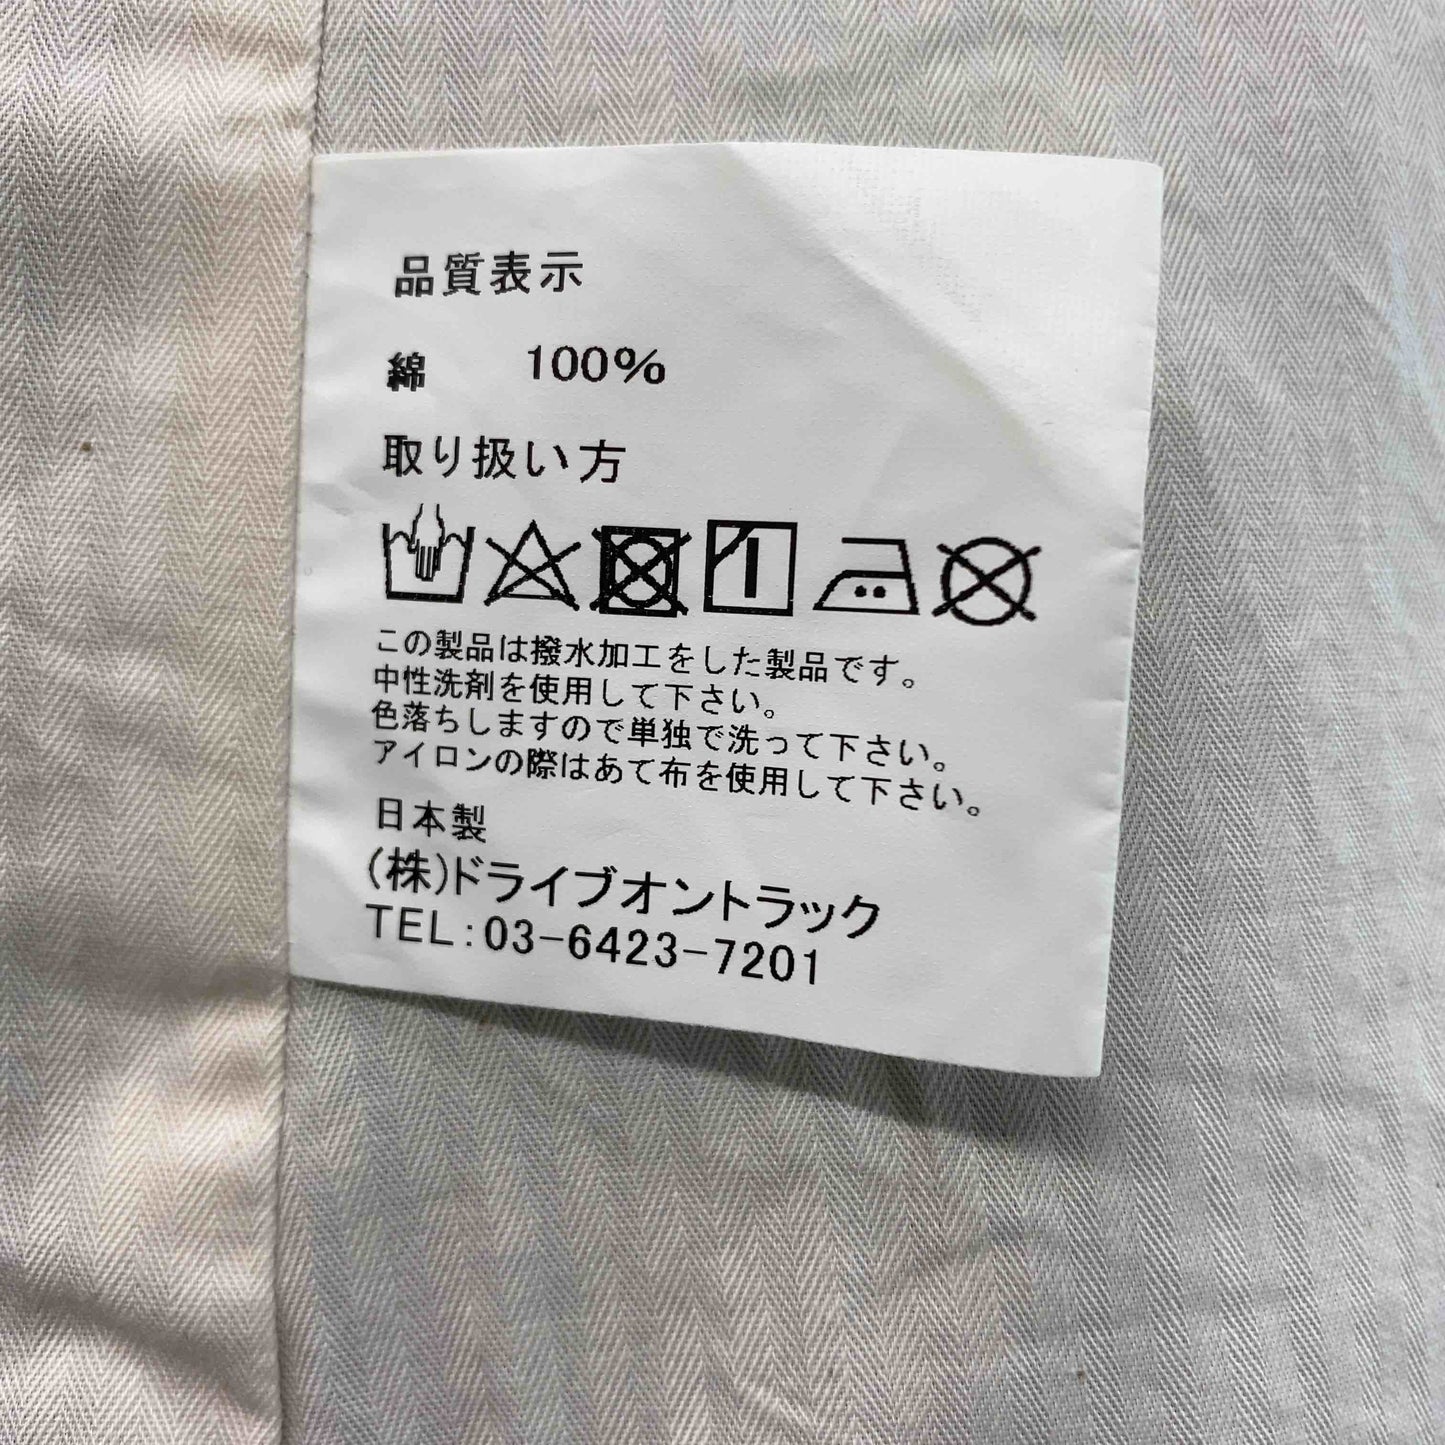 品質表示
綿 100%
取り扱い方
この製品は撥水加工をした製品です。
中性洗剤を使用して下さい。
色落ちしますので単独で洗って下さい。
アイロンの際はあて布を使用して下さい。
日本製
(株)ドライブオントラック
TEL:03-6423-7201